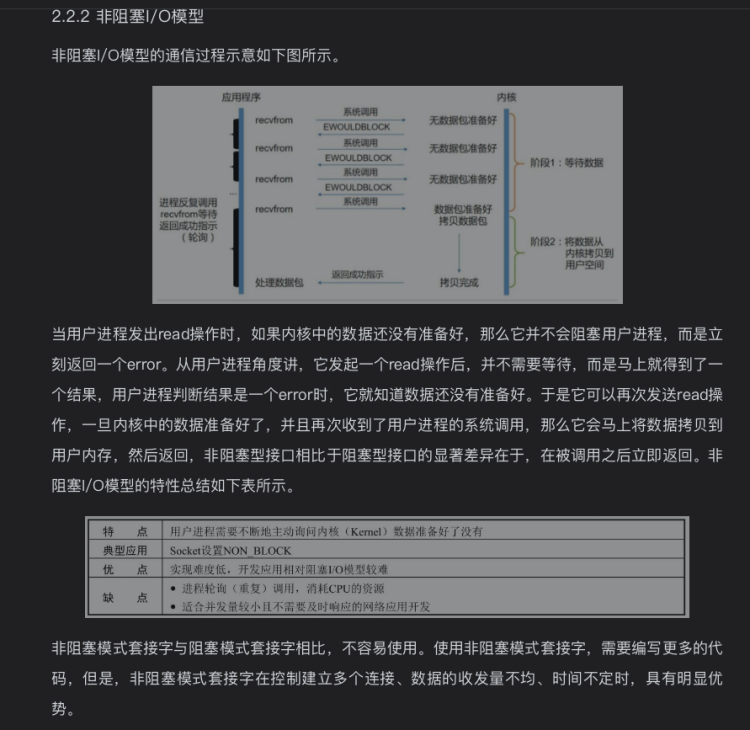 2.2.2 非阻塞I/O模型
非阻塞I/O模型的通信过程示意如下图所示。
应用程序
内核
recvfrom
系统调用
无数据包准备好
EWOULDBLOCK
recvfrom
系统调用
无数据包准备好
EWOULDBLOCK
阶段1：等待数据
recvfrom
系统调用
无数据包准备好
EWOULDBLOCK
进程反复调用
recvfrom等待
返回成功指示
（轮询）
recvfrom
系统调用
数据包准备好
拷贝数据包
阶段2：将数据从
内核拷贝到
用户空间
处理数据包
返回成功指示
拷贝完成
当用户进程发出read操作时，如果内核中的数据还没有准备好，那么它并不会阻塞用户进程，而是立
刻返回一个error。从用户进程角度讲，它发起一个read操作后，并不需要等待，而是马上就得到了一
个结果，用户进程判断结果是一个error时，它就知道数据还没有准备好。于是它可以再次发送read操
作，一旦内核中的数据准备好了，并且再次收到了用户进程的系统调用，那么它会马上将数据拷贝到
用户内存，然后返回，非阻塞型接口相比于阻塞型接口的显著差异在于，在被调用之后立即返回。非
阻塞I/O模型的特性总结如下表所示。
特 点 用户进程需要不断地主动询问内核（Kernel）数据准备好了没有
典型应用 Socket设置NON_BLOCK
优 点 实现难度低，开发应用相对阻塞I/O模型较难
缺 点 • 进程轮询（重复）调用，消耗CPU的资源
• 适合并发量较小且不需要及时响应的网络应用开发
非阻塞模式套接字与阻塞模式套接字相比，不容易使用。使用非阻塞模式套接字，需要编写更多的代
码，但是，非阻塞模式套接字在控制建立多个连接、数据的收发量不均、时间不定时，具有明显优
势。